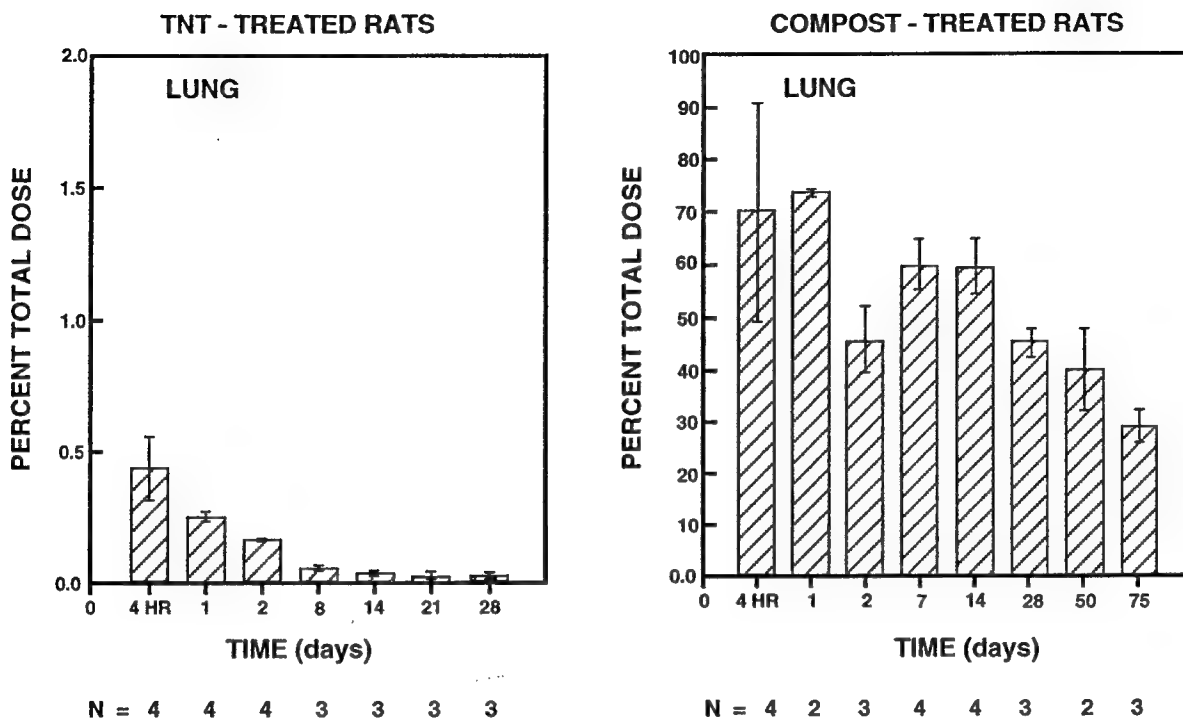 TNT - TREATED RATS
LUNG
PERCENT TOTAL DOSE
2.0
1.5
1.0
0.5
0.0
0 4 HR 1 2 8 14 21 28
TIME (days)
N = 4 4 4 3 3 3 3
COMPOST - TREATED RATS
LUNG
PERCENT TOTAL DOSE
100
90
80
70
60
50
40
30
20
10
0.0
0 4 HR 1 2 7 14 28 50 75
TIME (days)
N = 4 2 3 4 4 3 2 3